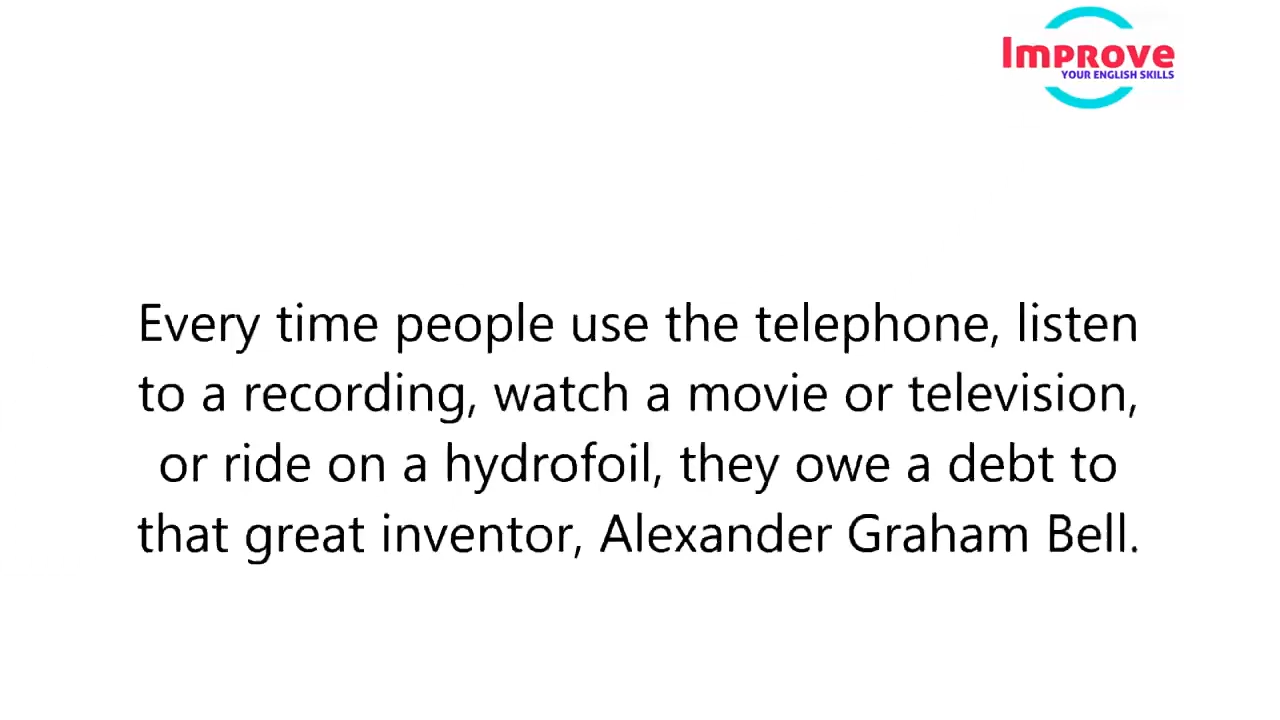 Improve
YOUR ENGLISH SKILLS
Every time people use the telephone, listen
to a recording, watch a movie or television,
or ride on a hydrofoil, they owe a debt to
that great inventor, Alexander Graham Bell.